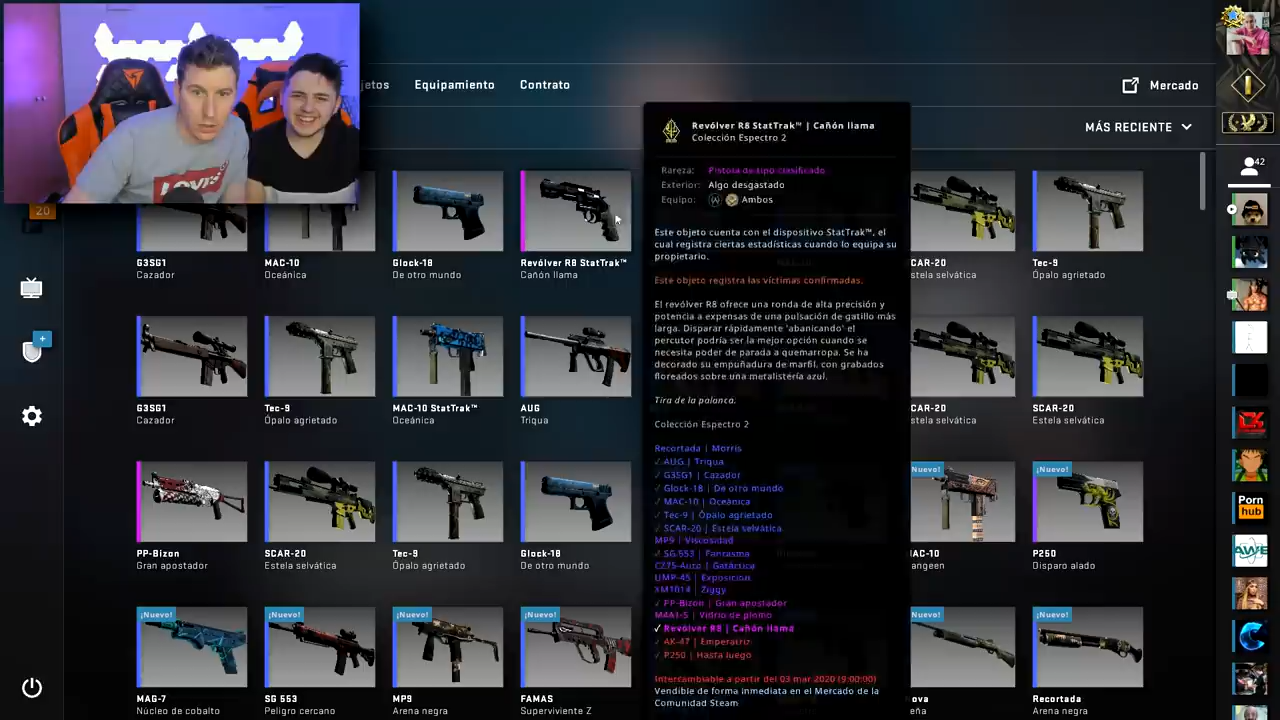 jetos
Equipamiento
Contrato
Mercado
MÁS RECIENTE
20
42
LEVI'S
G3SG1
Cazador
MAC-10
Oceánica
Glock-18
De otro mundo
Revólver R8 StatTrak™
Cañón llama
SCAR-20
Estela selvática
Tec-9
Ópalo agrietado
Revólver R8 StatTrak™ | Cañón llama
Colección Espectro 2
Rareza: Pistola de tipo clasificado
Exterior: Algo desgastado
Equipo: Ambos
Este objeto cuenta con el dispositivo StatTrak™, el
cual registra ciertas estadísticas cuando lo equipa su
propietario.
Este objeto registra las víctimas confirmadas.
El revólver R8 ofrece una ronda de alta precisión y
potencia a expensas de una pulsación de gatillo más
larga. Disparar rápidamente 'abanicando' el
percutor podría ser la mejor opción cuando se
necesita poder de parada a quemarropa. Se ha
decorado su empuñadura de marfil, con grabados
floreados sobre una metalistería azul.
Tira de la palanca.
Colección Espectro 2
Recortada | Morris
✓ AUG | Triqua
✓ G3SG1 | Cazador
✓ Glock-18 | De otro mundo
✓ MAC-10 | Oceánica
✓ Tec-9 | Ópalo agrietado
✓ SCAR-20 | Estela selvática
MP9 | Viscosidad
✓ SG 553 | Fantasma
CZ75-Auto | Galáctica
UMP-45 | Exposición
XM1014 | Ziggy
✓ PP-Bizon | Gran apostador
M4A1-S | Vidrio de plomo
✓ Revólver R8 | Cañón llama
✓ AK-47 | Emperatriz
✓ P250 | Hasta luego
Intercambiable a partir del 03 mar 2020 (9:00:00)
Vendible de forma inmediata en el Mercado de la
Comunidad Steam
G3SG1
Cazador
Tec-9
Ópalo agrietado
MAC-10 StatTrak™
Oceánica
AUG
Triqua
CAR-20
Estela selvática
SCAR-20
Estela selvática
PP-Bizon
Gran apostador
SCAR-20
Estela selvática
Tec-9
Ópalo agrietado
Glock-18
De otro mundo
¡Nuevo!
AC-10
angeen
¡Nuevo!
P250
Disparo alado
¡Nuevo!
MAG-7
Núcleo de cobalto
¡Nuevo!
SG 553
Peligro cercano
¡Nuevo!
MP9
Arena negra
¡Nuevo!
FAMAS
Superviviente Z
¡Nuevo!
Nova
¡Nuevo!
Recortada
Arena negra
Porn
hub
AWE